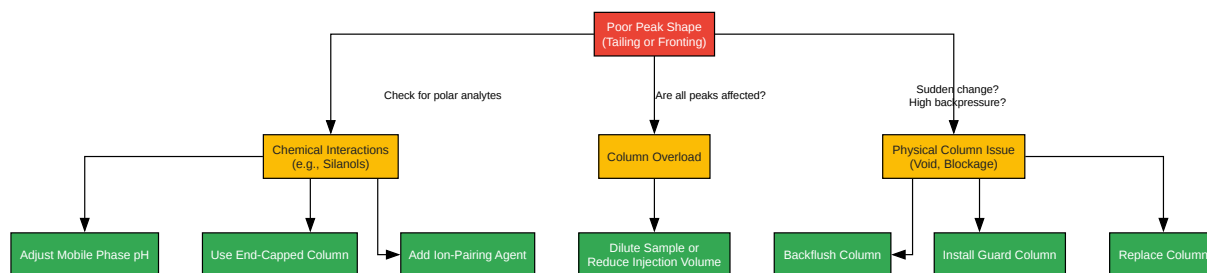 Poor Peak Shape
(Tailing or Fronting)
Check for polar analytes
Are all peaks affected?
Sudden change?
High backpressure?
Chemical Interactions
(e.g., Silanols)
Column Overload
Physical Column Issue
(Void, Blockage)
Adjust Mobile Phase pH
Use End-Capped Column
Add Ion-Pairing Agent
Dilute Sample or
Reduce Injection Volume
Backflush Column
Install Guard Column
Replace Column